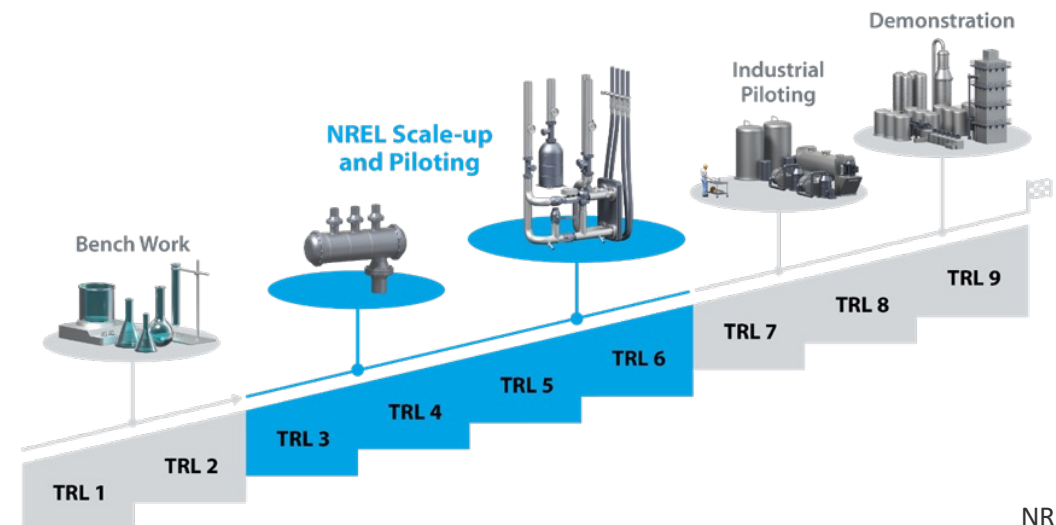 Demonstration
Industrial
Piloting
NREL Scale-up
and Piloting
Bench Work
TRL 9
TRL 8
TRL 7
TRL 6
TRL 5
TRL 4
TRL 3
TRL 2
TRL 1
NR